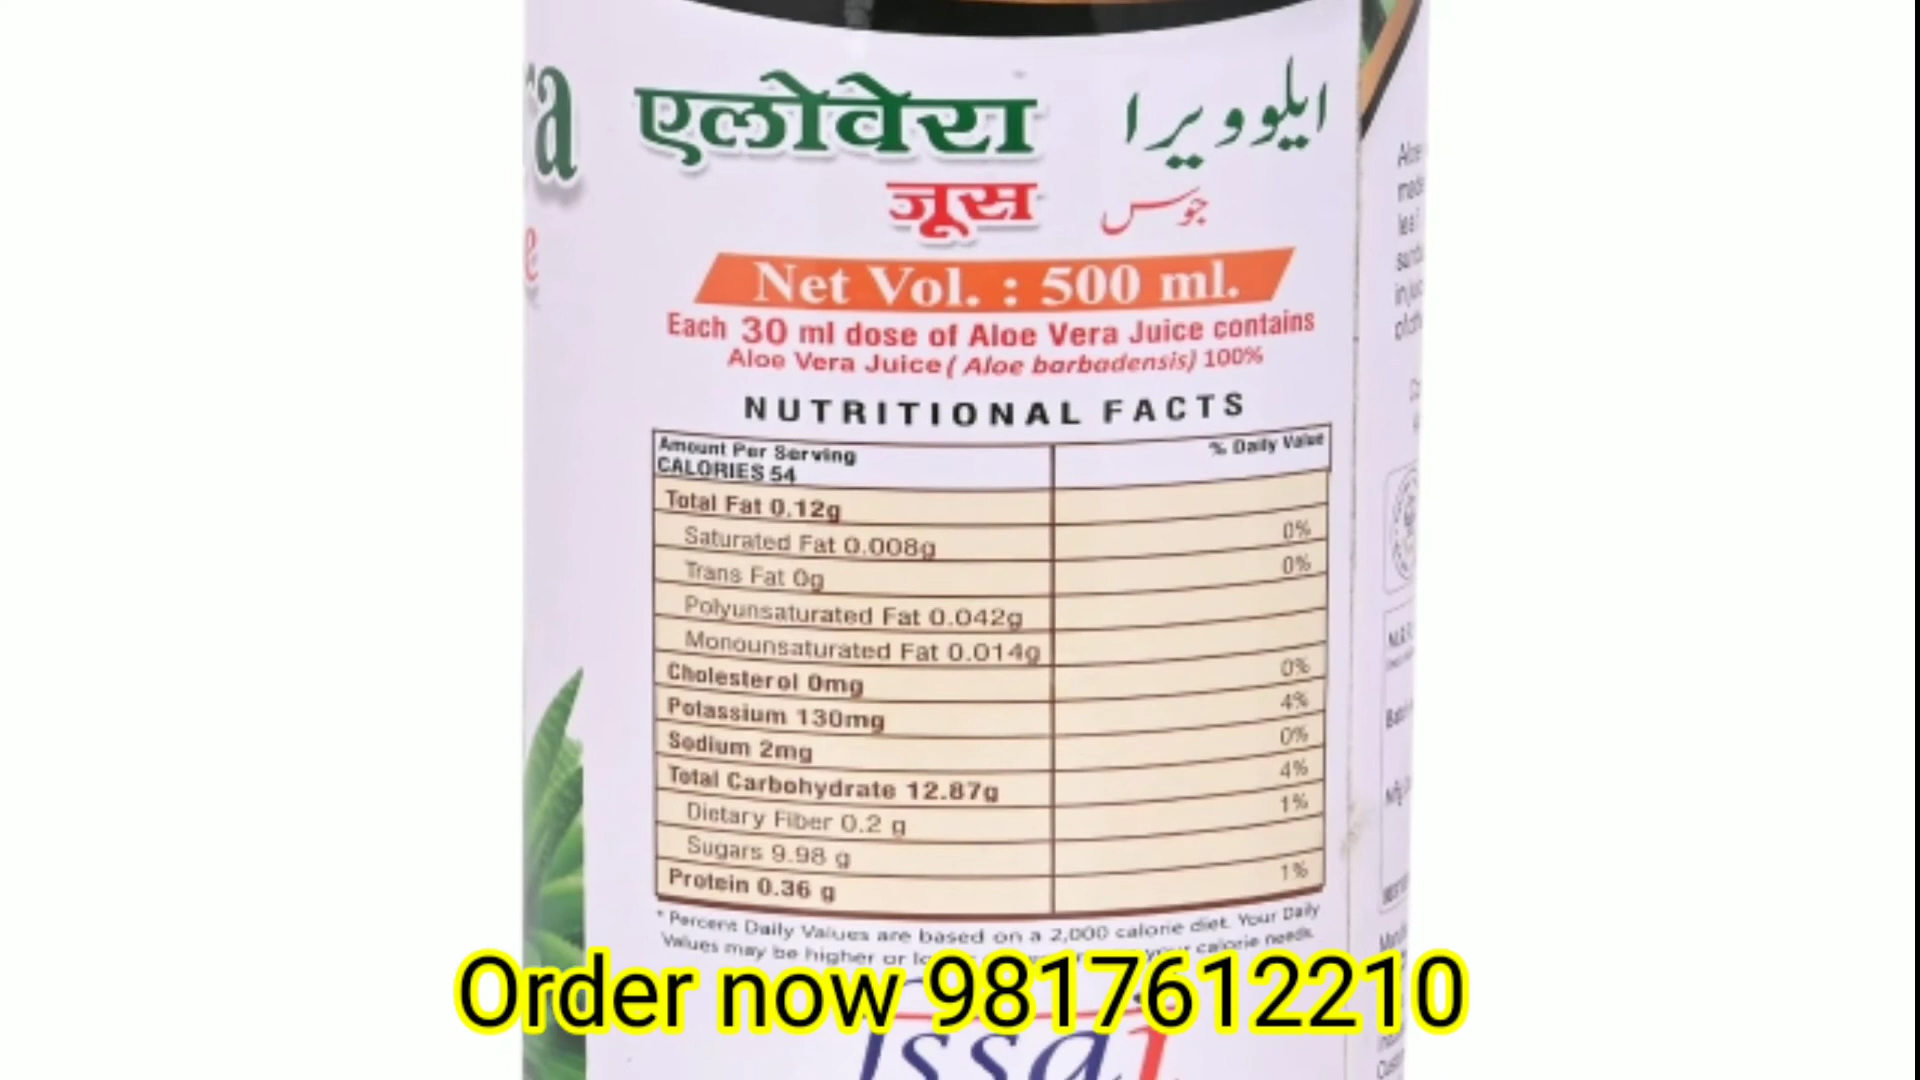 एलोवेरा
ایلوویرا
जूस
جوس
Net Vol. : 500 ml.
Each 30 ml dose of Aloe Vera Juice contains
Aloe Vera Juice ( Aloe barbadensis) 100%
NUTRITIONAL FACTS
Amount Per Serving
% Daily Value
CALORIES 54
Total Fat 0.12g
0%
Saturated Fat 0.008g
0%
Trans Fat 0g
Polyunsaturated Fat 0.042g
Monounsaturated Fat 0.014g
0%
Cholesterol 0mg
4%
Potassium 130mg
0%
Sodium 2mg
4%
Total Carbohydrate 12.87g
1%
Dietary Fiber 0.2 g
Sugars 9.98 g
1%
Protein 0.36 g
* Percent Daily Values are based on a 2,000 calorie diet. Your Daily
Values may be higher or calorie needs.
Order now 9817612210